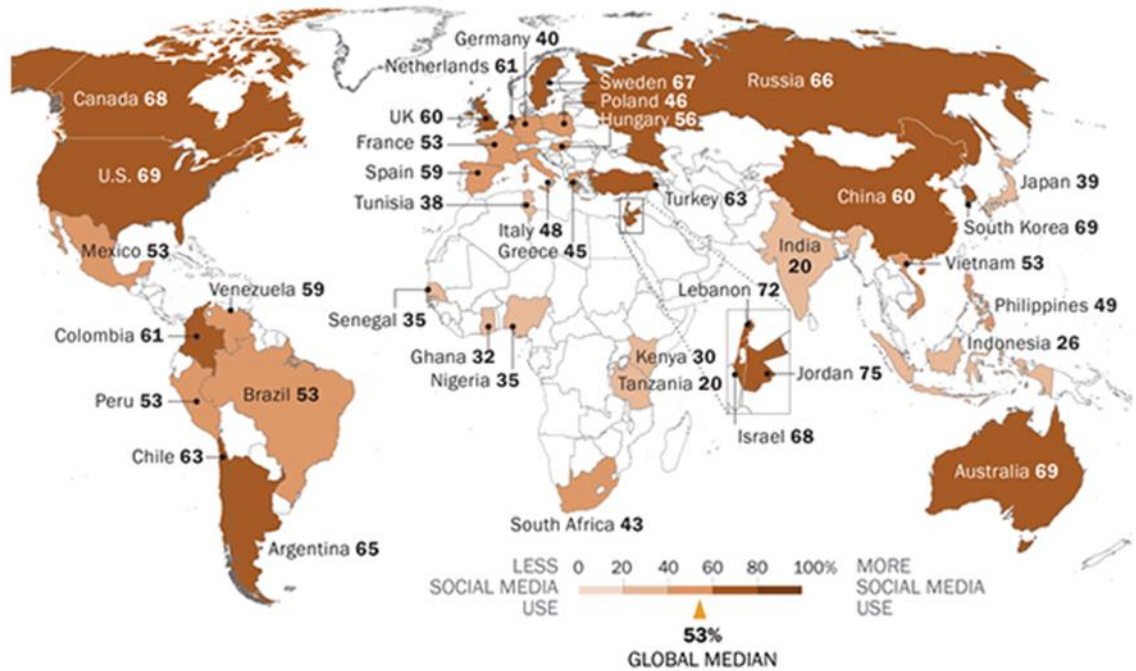 Germany 40
Netherlands 61
Sweden 67
Poland 46
Hungary 56
Russia 66
Canada 68
UK 60
France 53
U.S. 69
Spain 59
Tunisia 38
Italy 48
Greece 45
Turkey 63
China 60
Japan 39
South Korea 69
India
20
Vietnam 53
Mexico 53
Venezuela 59
Senegal 35
Lebanon 72
Philippines 49
Colombia 61
Ghana 32
Nigeria 35
Kenya 30
Tanzania 20
Indonesia 26
Jordan 75
Peru 53
Brazil 53
Israel 68
Chile 63
Australia 69
South Africa 43
Argentina 65
LESS
SOCIAL MEDIA
USE
0 20 40 60 80 100%
MORE
SOCIAL MEDIA
USE
53%
GLOBAL MEDIAN